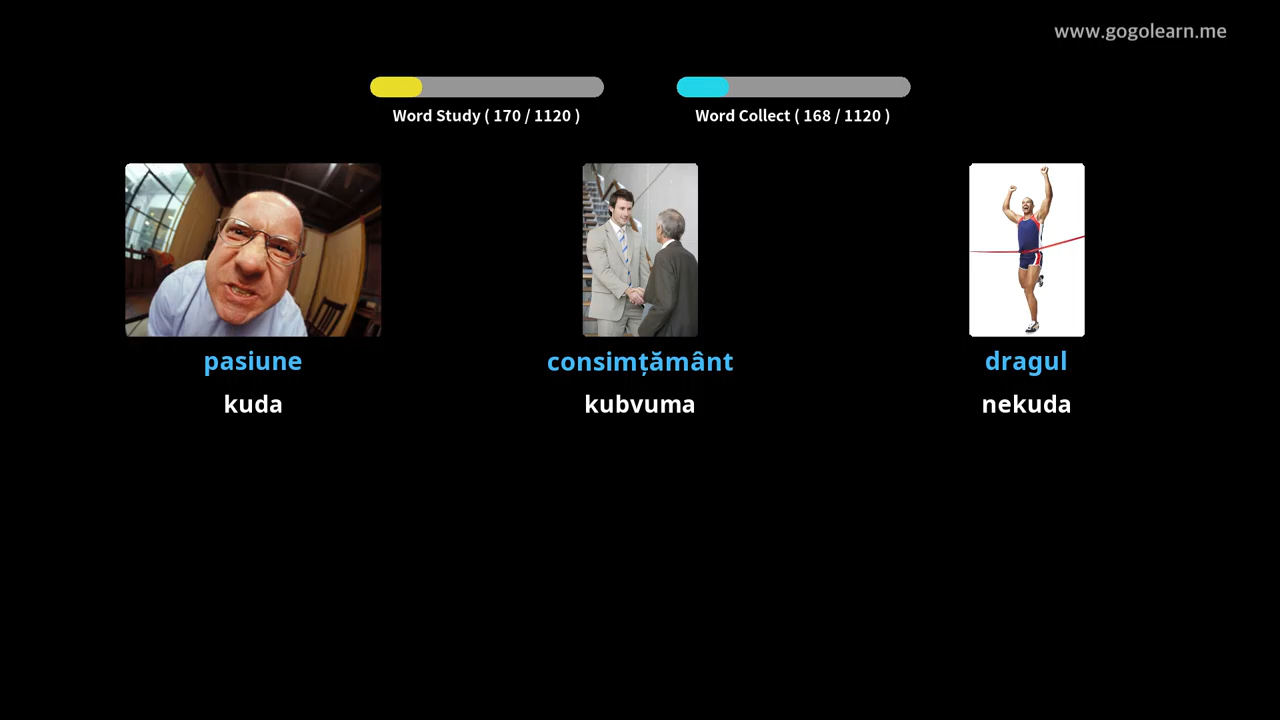 www.gogolearn.me
Word Study ( 170 / 1120 )
Word Collect ( 168 / 1120 )
pasiune
consimțământ
dragul
kuda
kubvuma
nekuda